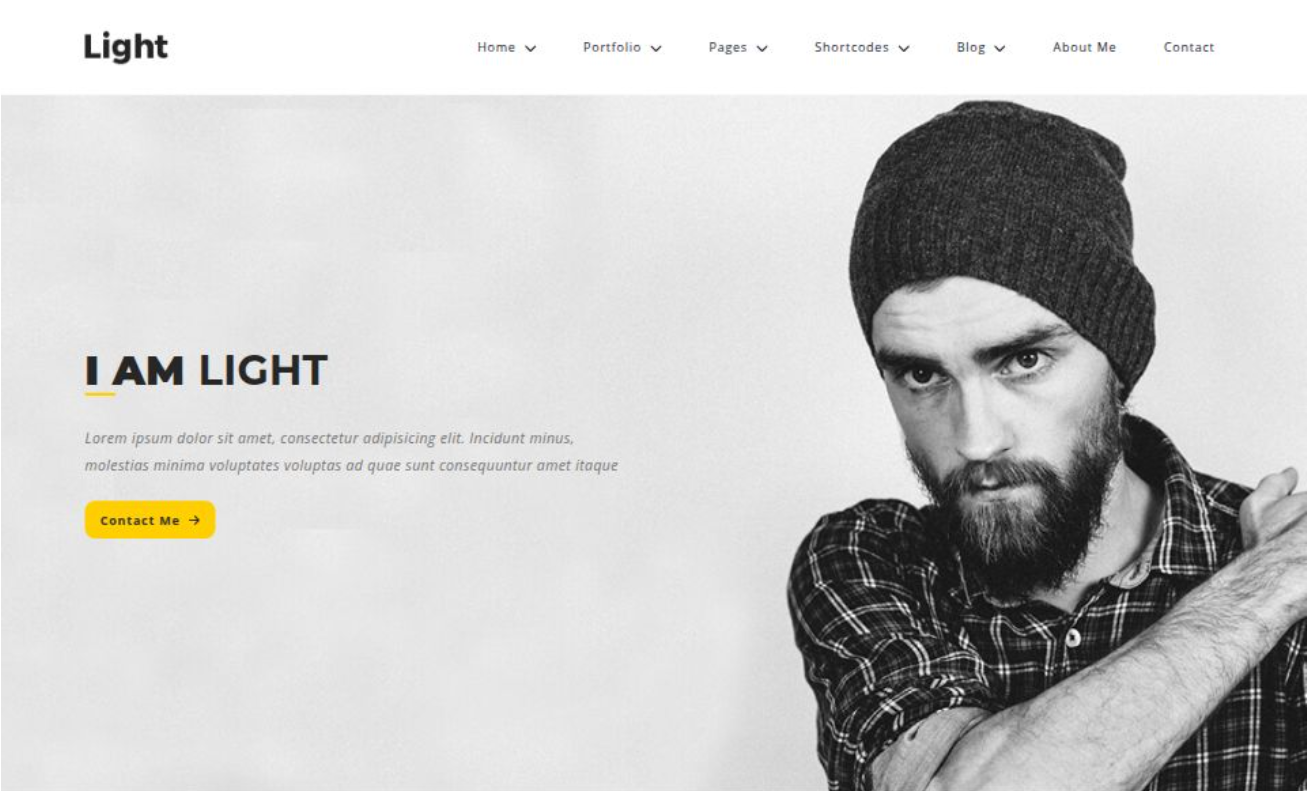 Light
Home Portfolio Pages Shortcodes Blog About Me Contact
I AM LIGHT
Lorem ipsum dolor sit amet, consectetur adipisicing elit. Incidunt minus,
molestias minima voluptates voluptas ad quae sunt consequuntur amet itaque
Contact Me →